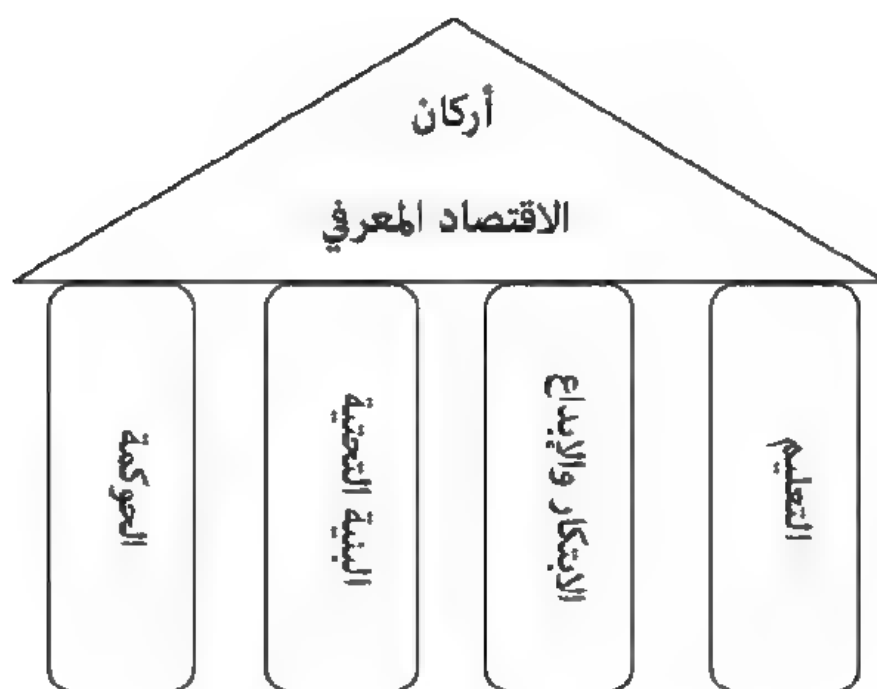 أركان
الاقتصاد المعرفي
التعليم
الابتكار والإبداع
البنية التحتية
الحوكمة